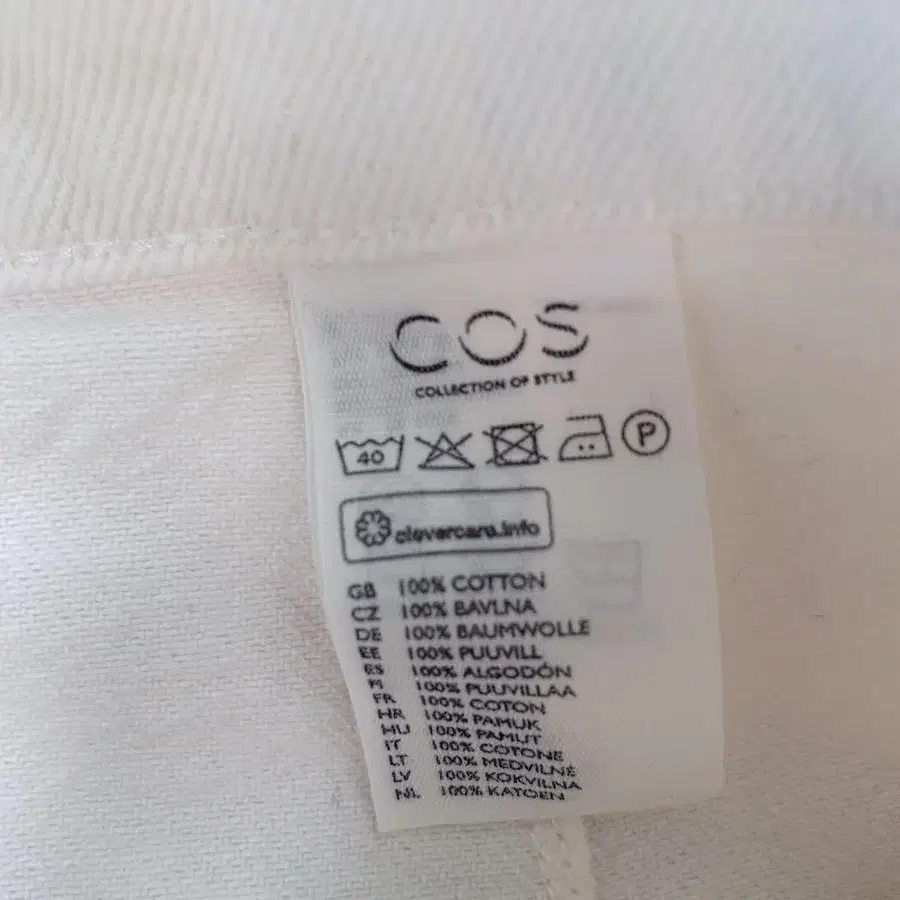 COS
COLLECTION OF STYLE
40 P
clevercare.info
GB 100% COTTON
CZ 100% BAVLNA
DE 100% BAUMWOLLE
EE 100% PUUVILL
ES 100% ALGODÓN
FI 100% PUUVILLAA
FR 100% COTON
HR 100% PAMUK
HU 100% PAMUT
IT 100% COTONE
LT 100% MEDVILNĖ
LV 100% KOKVILNA
NL 100% KATOEN